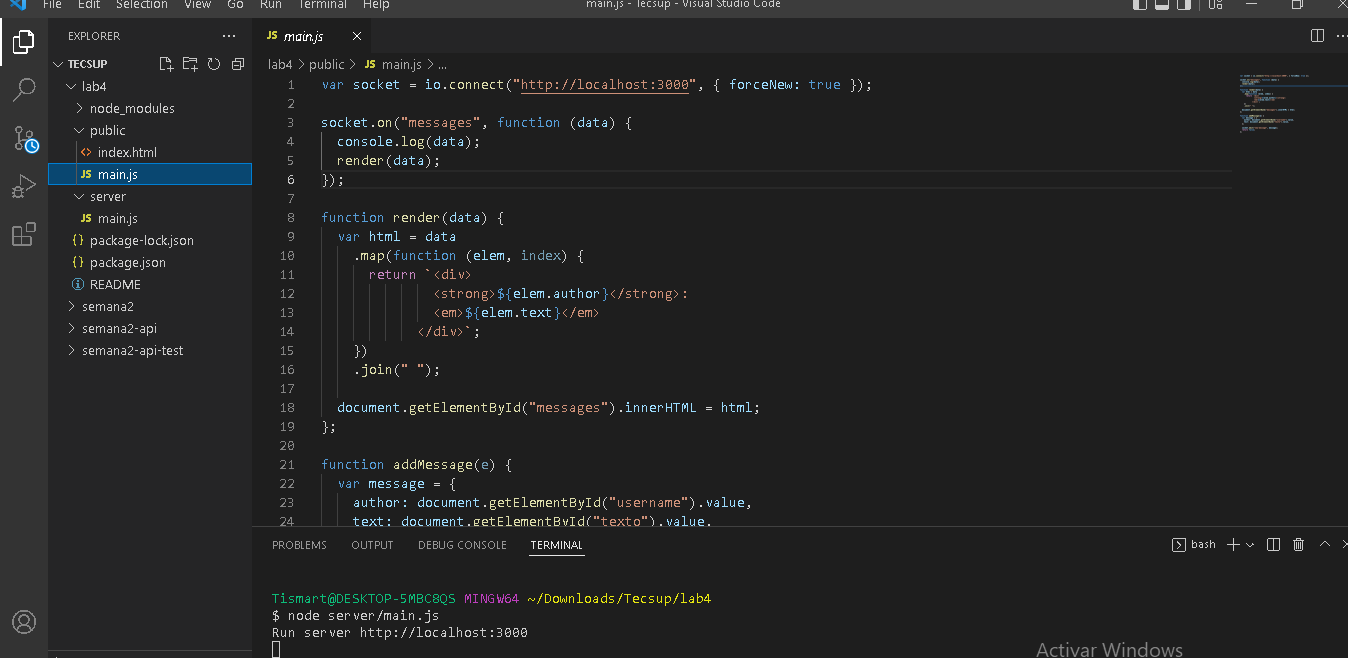 File Edit Selection View Go Run Terminal Help main.js - Tecsup - Visual Studio Code
EXPLORER ...
TECSUP
lab4
node_modules
public
<> index.html
JS main.js
server
JS main.js
{} package-lock.json
{} package.json
README
semana2
semana2-api
semana2-api-test
JS main.js
lab4 > public > JS main.js > ...
1 var socket = io.connect("http://localhost:3000", { forceNew: true });
2
3 socket.on("messages", function (data) {
4 console.log(data);
5 render(data);
6 });
7
8 function render(data) {
9 var html = data
10 .map(function (elem, index) {
11 return `<div>
12 <strong>${elem.author}</strong>:
13 <em>${elem.text}</em>
14 </div>`;
15 })
16 .join(" ");
17
18 document.getElementById("messages").innerHTML = html;
19 };
20
21 function addMessage(e) {
22 var message = {
23 author: document.getElementById("username").value,
24 text: document.getElementById("texto").value,
PROBLEMS OUTPUT DEBUG CONSOLE TERMINAL bash
Tismart@DESKTOP-5MBC8QS MINGW64 ~/Downloads/Tecsup/lab4
$ node server/main.js
Run server http://localhost:3000
Activar Windows